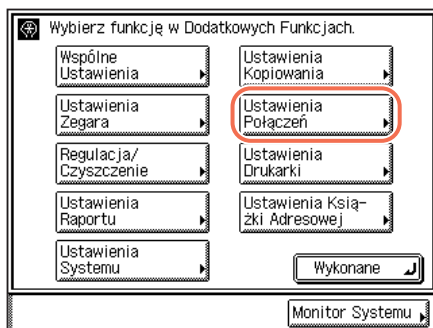 Wybierz funkcję w Dodatkowych Funkcjach.
Wspólne
Ustawienia
Ustawienia
Kopiowania
Ustawienia
Zegara
Ustawienia
Połączeń
Regulacja/
Czyszczenie
Ustawienia
Drukarki
Ustawienia
Raportu
Ustawienia Ksią-
żki Adresowej
Ustawienia
Systemu
Wykonane
Monitor Systemu